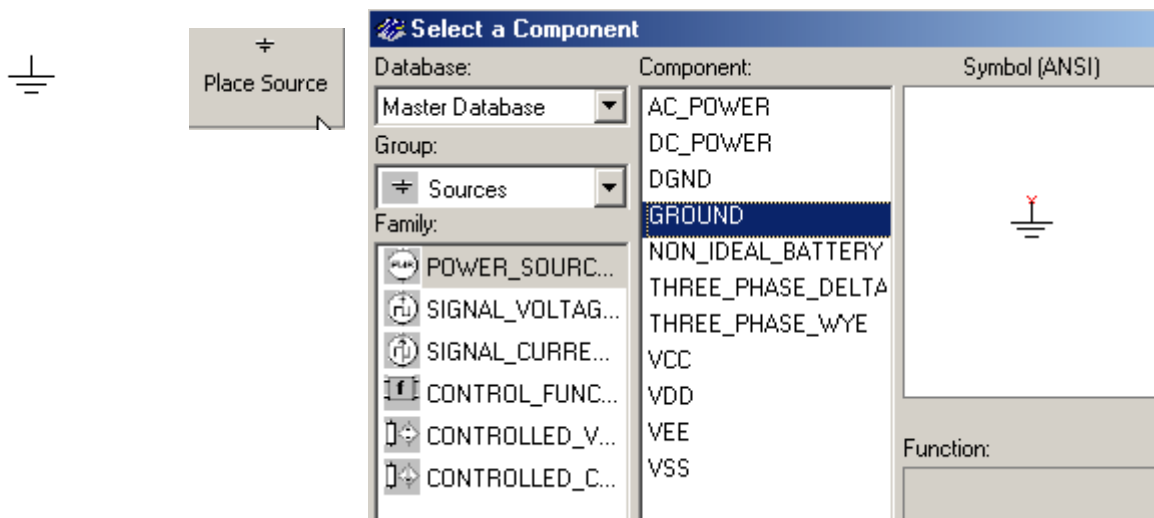 Place Source
Select a Component
Database:
Master Database
Group:
Sources
Family:
POWER_SOURC...
SIGNAL_VOLTAG...
SIGNAL_CURRE...
CONTROL_FUNC...
CONTROLLED_V...
CONTROLLED_C...
Component:
AC_POWER
DC_POWER
DGND
GROUND
NON_IDEAL_BATTERY
THREE_PHASE_DELTA
THREE_PHASE_WYE
VCC
VDD
VEE
VSS
Symbol (ANSI)
Function: